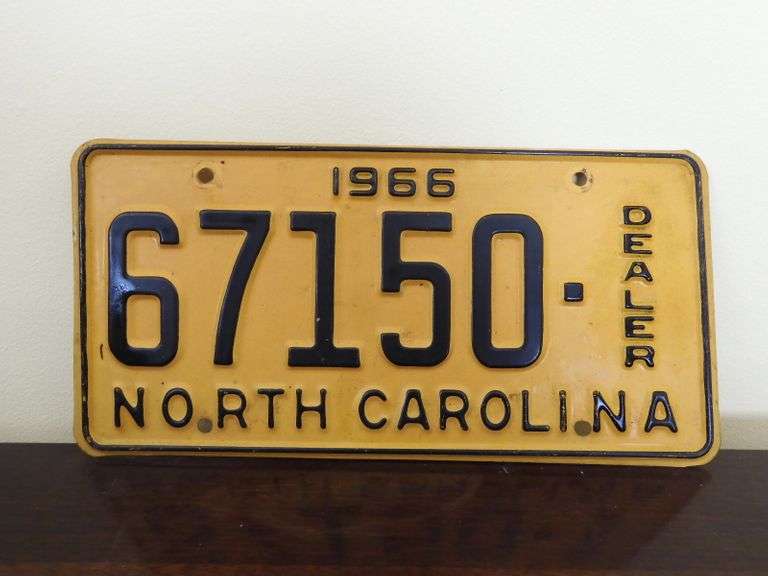 1966
67150-
DEALER
NORTH CAROLINA